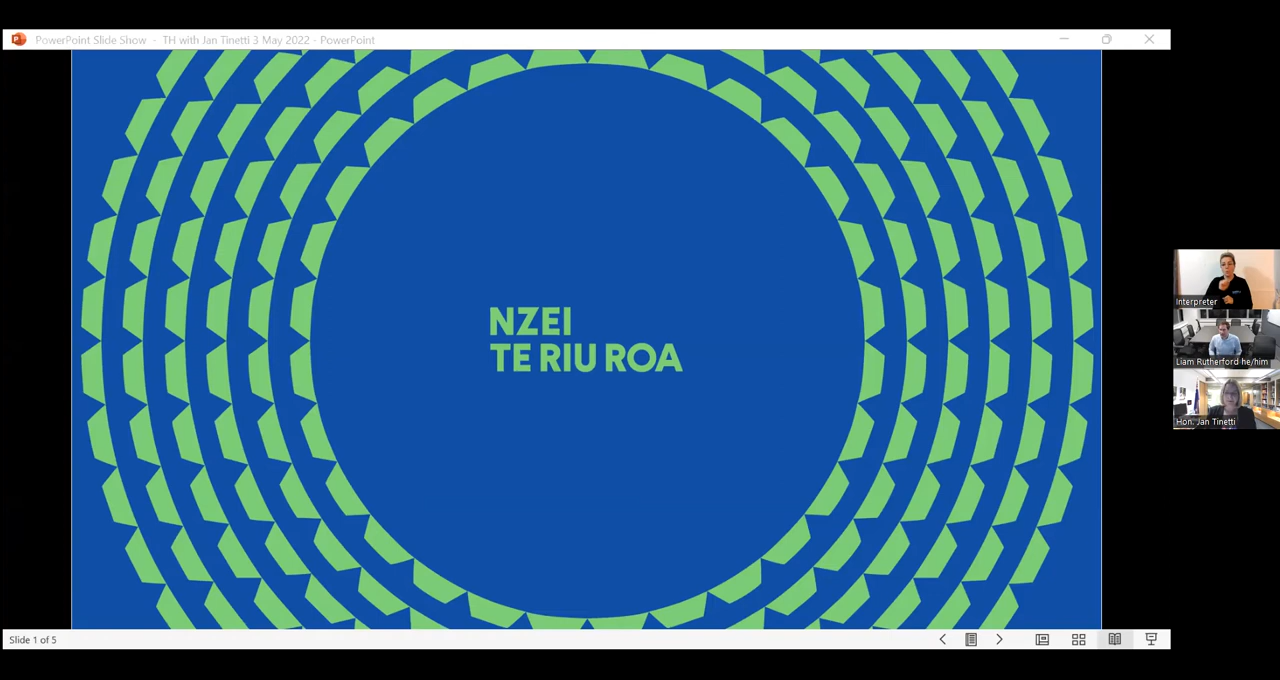 PowerPoint Slide Show - TH with Jan Tinetti 3 May 2022 - PowerPoint
NZEI
TE RIU ROA
Interpreter
Liam Rutherford he/him
Hon. Jan Tinetti
Slide 1 of 5